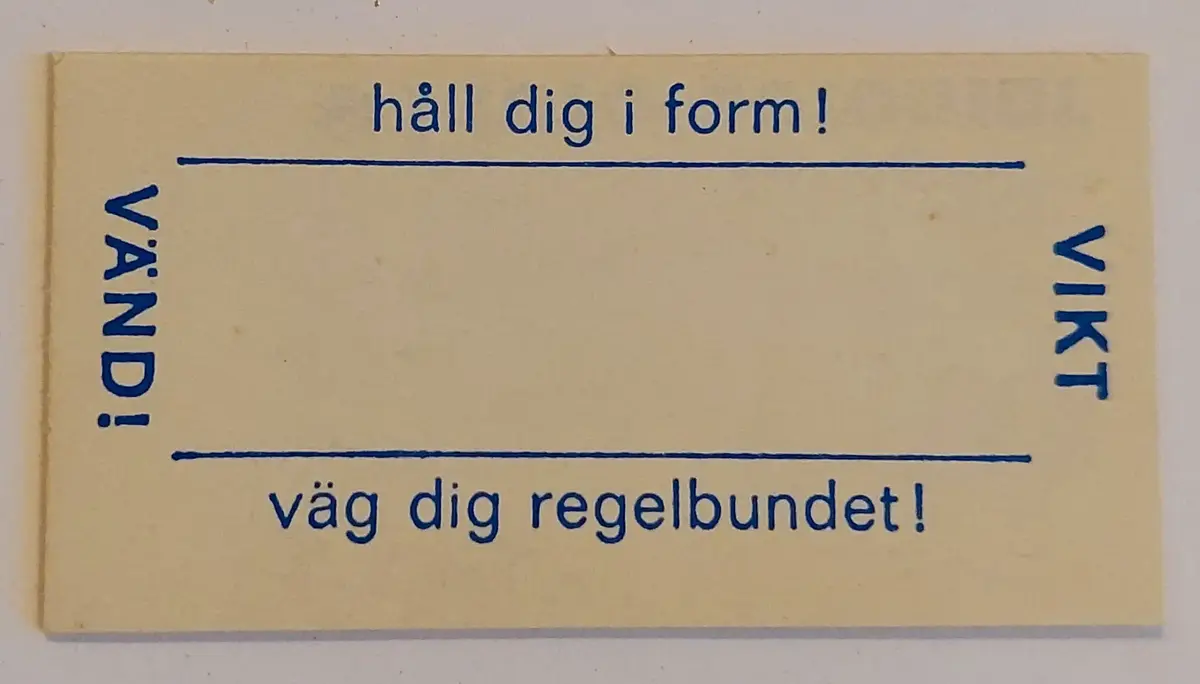 håll dig i form!
VÄND!
VIKT
väg dig regelbundet!